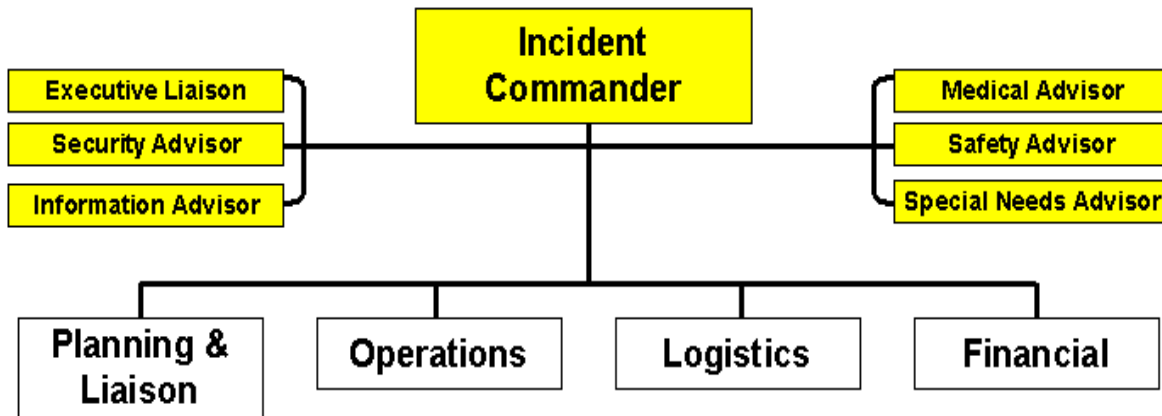 Incident
Commander
Executive Liaison
Security Advisor
Information Advisor
Medical Advisor
Safety Advisor
Special Needs Advisor
Planning &
Liaison
Operations
Logistics
Financial